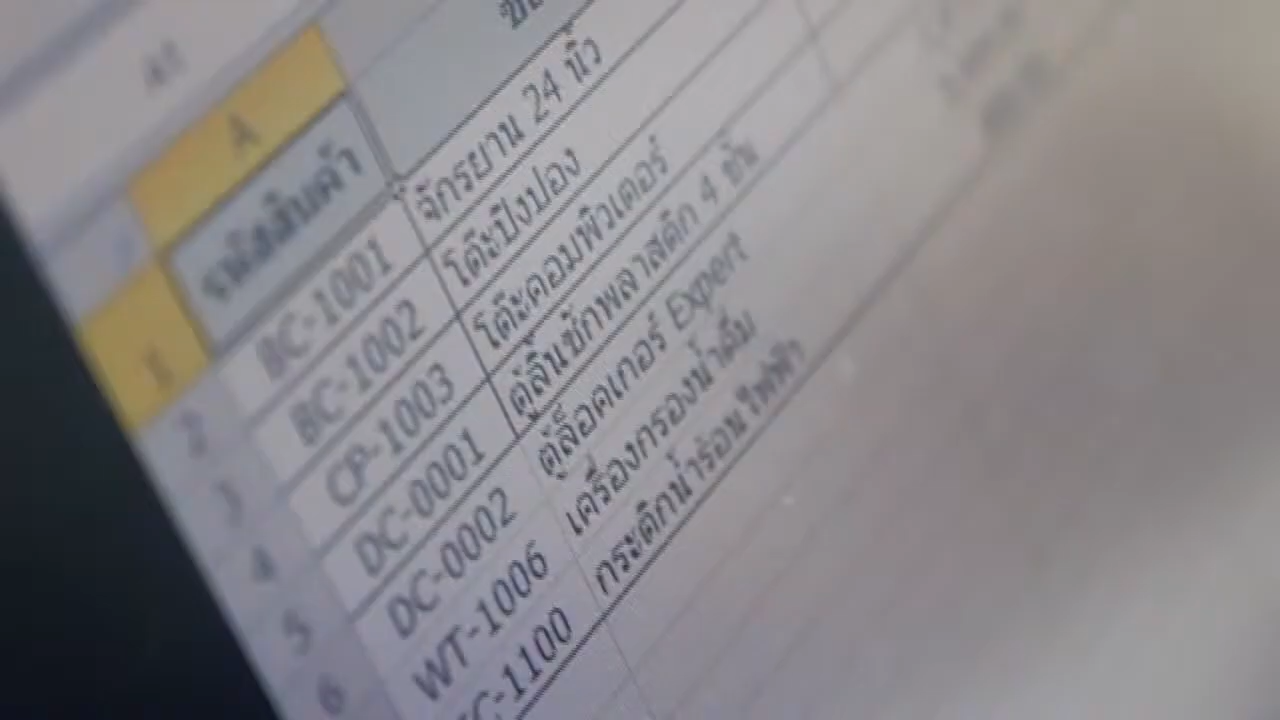 A1
A
1 รหัสสินค้า
2 BC-1001 จักรยาน 24 นิ้ว
3 BC-1002 โต๊ะปิงปอง
4 CP-1003 โต๊ะคอมพิวเตอร์
5 DC-0001 ตู้ลิ้นชักพลาสติก 4 ชั้น
6 DC-0002 ตู้ล็อคเกอร์ Expert
WT-1006 เครื่องกรองน้ำดื่ม
C-1100 กระติกน้ำร้อนไฟฟ้า